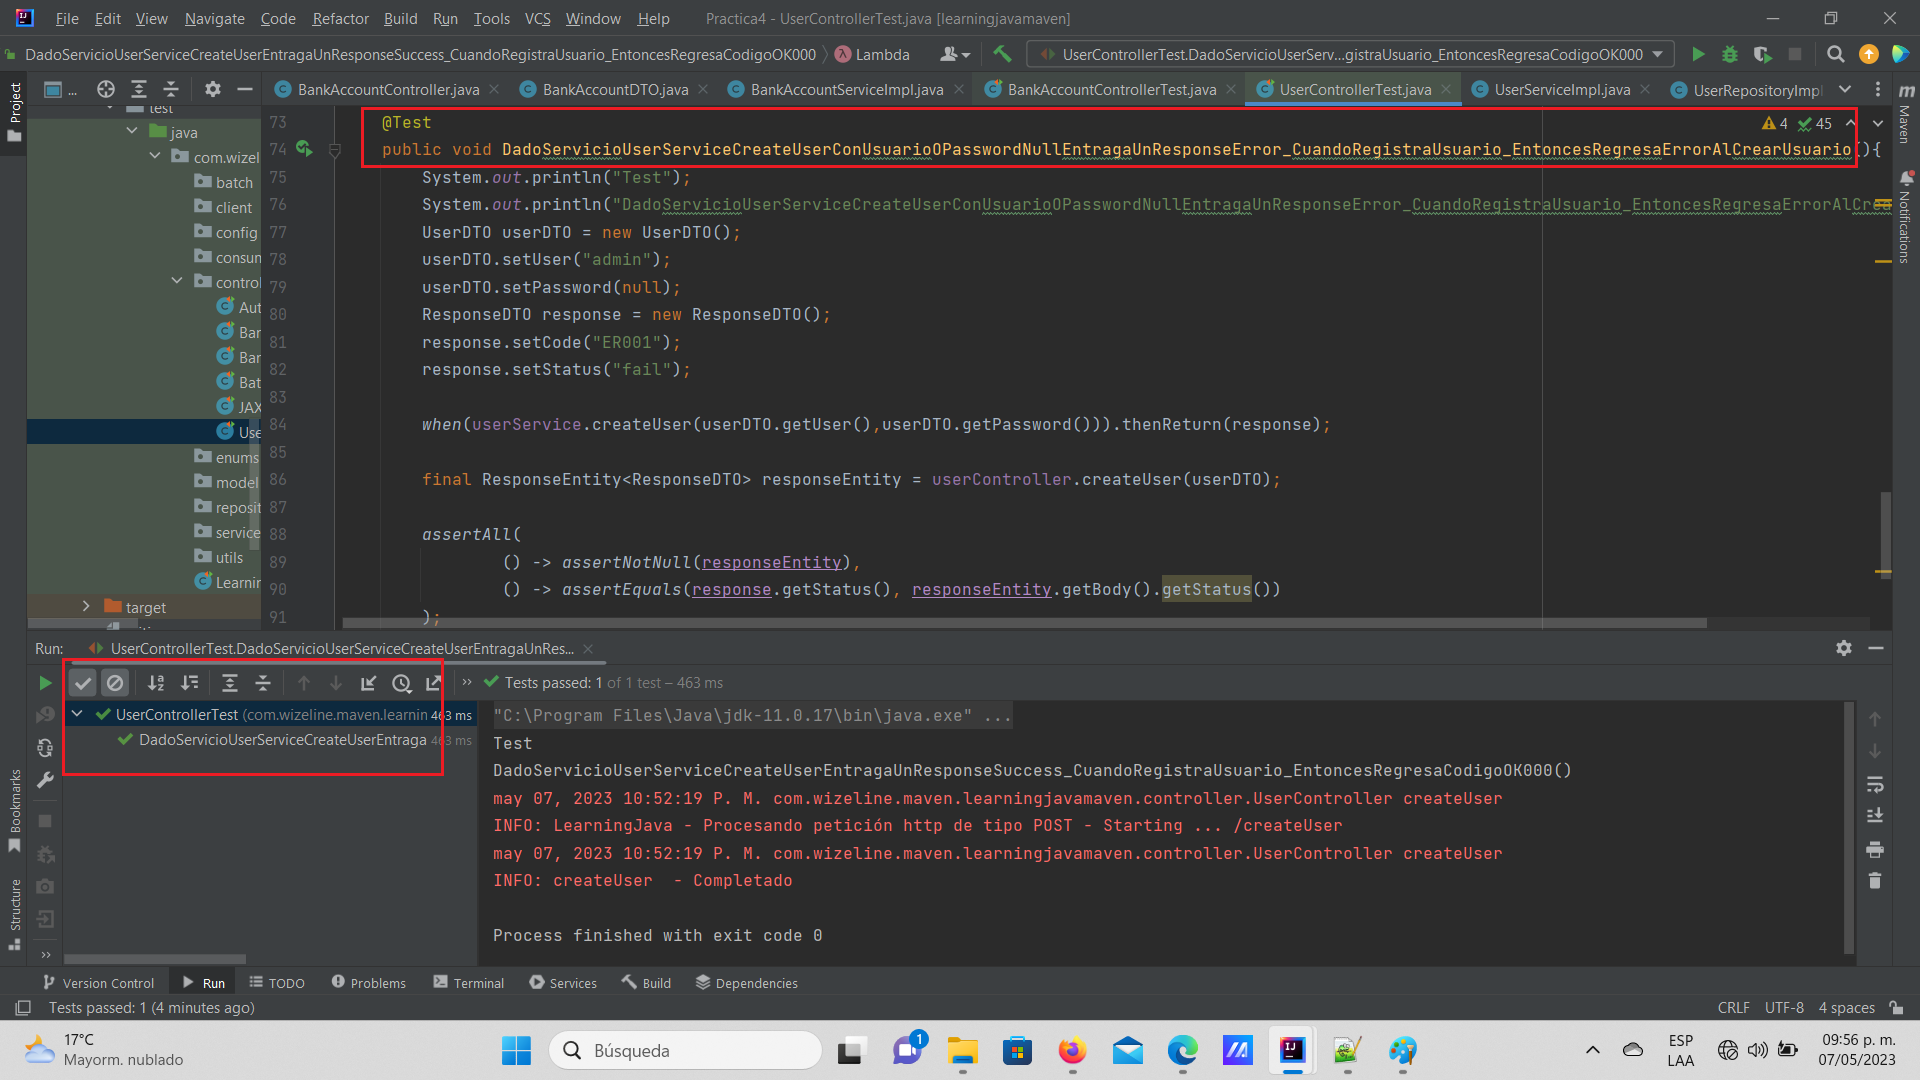 File Edit View Navigate Code Refactor Build Run Tools VCS Window Help Practica4 - UserControllerTest.java [learningjavamaven]
DadoServicioUserServiceCreateUserEntragaUnResponseSuccess_CuandoRegistraUsuario_EntoncesRegresaCodigoOK000 Lambda UserControllerTest.DadoServicioUserServ...gistraUsuario_EntoncesRegresaCodigoOK000
... BankAccountController.java BankAccountDTO.java BankAccountServiceImpl.java BankAccountControllerTest.java UserControllerTest.java UserServiceImpl.java UserRepositoryImpl
Project
Maven
Notifications
Bookmarks
Structure
test
java
com.wizel
batch
client
config
consum
control
Aut
Bar
Bar
Bat
JAX
Use
enums
model
reposit
service
utils
Learnin
target
4 45
73 @Test
74 public void DadoServicioUserServiceCreateUserConUsuarioOPasswordNullEntragaUnResponseError_CuandoRegistraUsuario_EntoncesRegresaErrorAlCrearUsuario(){
75 System.out.println("Test");
76 System.out.println("DadoServicioUserServiceCreateUserConUsuarioOPasswordNullEntragaUnResponseError_CuandoRegistraUsuario_EntoncesRegresaErrorAlCrea
77 UserDTO userDTO = new UserDTO();
78 userDTO.setUser("admin");
79 userDTO.setPassword(null);
80 ResponseDTO response = new ResponseDTO();
81 response.setCode("ER001");
82 response.setStatus("fail");
83
84 when(userService.createUser(userDTO.getUser(),userDTO.getPassword())).thenReturn(response);
85
86 final ResponseEntity<ResponseDTO> responseEntity = userController.createUser(userDTO);
87
88 assertAll(
89 () -> assertNotNull(responseEntity),
90 () -> assertEquals(response.getStatus(), responseEntity.getBody().getStatus())
91 );
Run: UserControllerTest.DadoServicioUserServiceCreateUserEntragaUnRes...
Tests passed: 1 of 1 test – 463 ms
UserControllerTest (com.wizeline.maven.learnin 463 ms
DadoServicioUserServiceCreateUserEntraga 463 ms
"C:\Program Files\Java\jdk-11.0.17\bin\java.exe" ...
Test
DadoServicioUserServiceCreateUserEntragaUnResponseSuccess_CuandoRegistraUsuario_EntoncesRegresaCodigoOK000()
may 07, 2023 10:52:19 P. M. com.wizeline.maven.learningjavamaven.controller.UserController createUser
INFO: LearningJava - Procesando petición http de tipo POST - Starting ... /createUser
may 07, 2023 10:52:19 P. M. com.wizeline.maven.learningjavamaven.controller.UserController createUser
INFO: createUser  - Completado
Process finished with exit code 0
Version Control Run TODO Problems Terminal Services Build Dependencies
Tests passed: 1 (4 minutes ago) CRLF UTF-8 4 spaces
17°C
Mayorm. nublado
Búsqueda
1
ESP
LAA
09:56 p. m.
07/05/2023